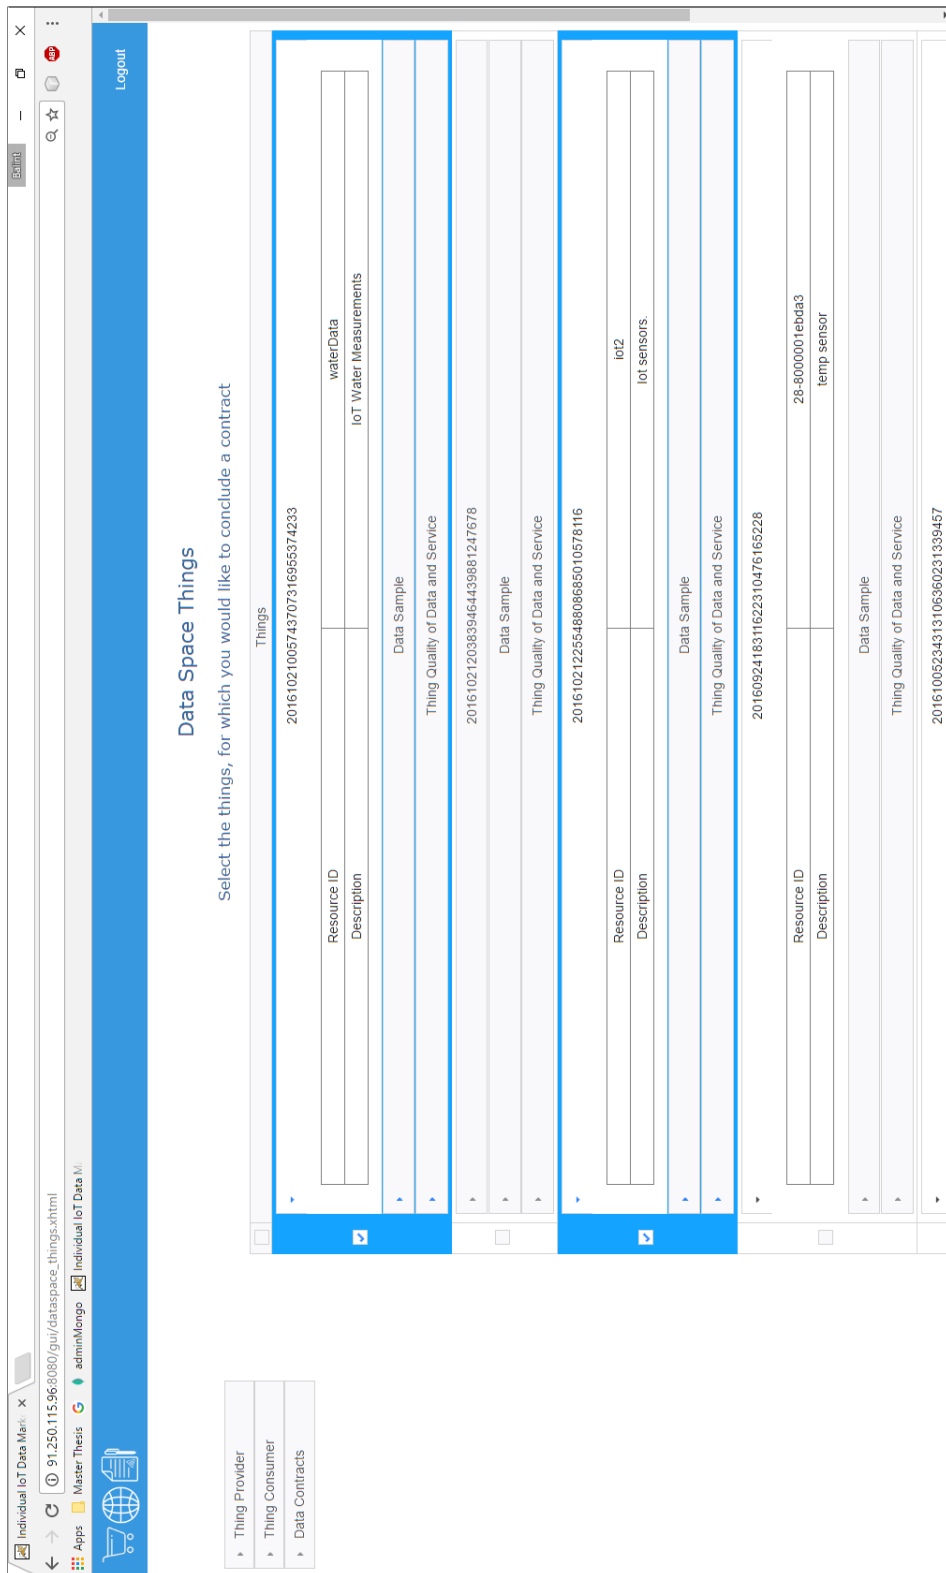 Individual IoT Data Mark
Balint
91.250.115.96:8080/gui/dataspace_things.xhtml
ABP
Apps Master Thesis adminMongo Individual IoT Data M
Logout
Thing Provider
Thing Consumer
Data Contracts
Data Space Things
Select the things, for which you would like to conclude a contract
Things
20161021005743707316955374233
Resource ID waterData
Description IoT Water Measurements
Data Sample
Thing Quality of Data and Service
20161021203839464439881247678
Data Sample
Thing Quality of Data and Service
20161021225548808685010578116
Resource ID iot2
Description Iot sensors.
Data Sample
Thing Quality of Data and Service
20160924183116223104761652​28
Resource ID 28-8000001ebda3
Description temp sensor
Data Sample
Thing Quality of Data and Service
20161005234313106360231339457